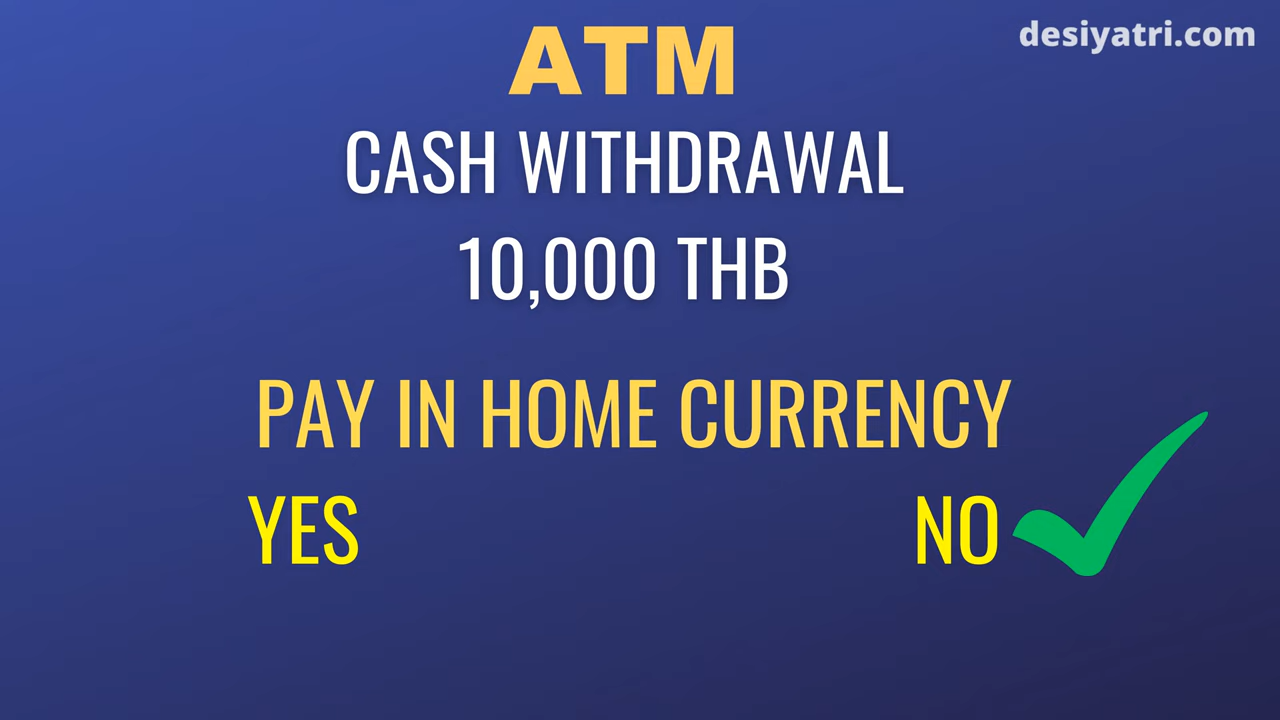 desiyatri.com
ATM
CASH WITHDRAWAL
10,000 THB
PAY IN HOME CURRENCY
YES NO